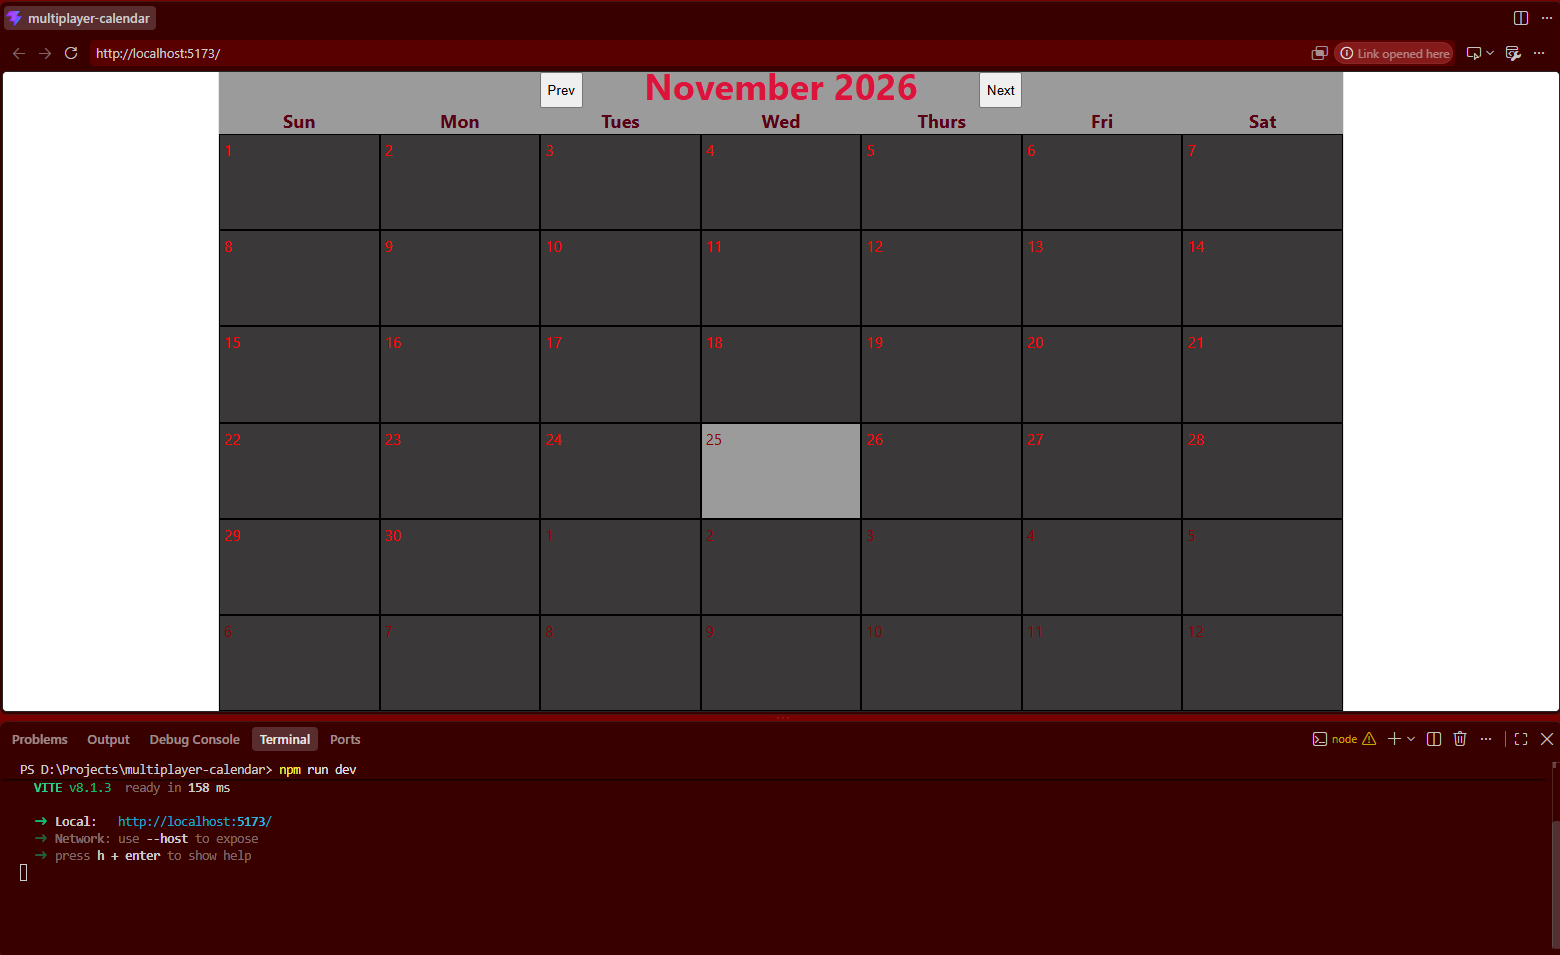 multiplayer-calendar
http://localhost:5173/
Link opened here
Prev
November 2026
Next
Sun Mon Tues Wed Thurs Fri Sat
1 2 3 4 5 6 7
8 9 10 11 12 13 14
15 16 17 18 19 20 21
22 23 24 25 26 27 28
29 30 1 2 3 4 5
6 7 8 9 10 11 12
Problems Output Debug Console Terminal Ports
node
PS D:\Projects\multiplayer-calendar> npm run dev
VITE v8.1.3 ready in 158 ms
➜ Local: http://localhost:5173/
➜ Network: use --host to expose
➜ press h + enter to show help